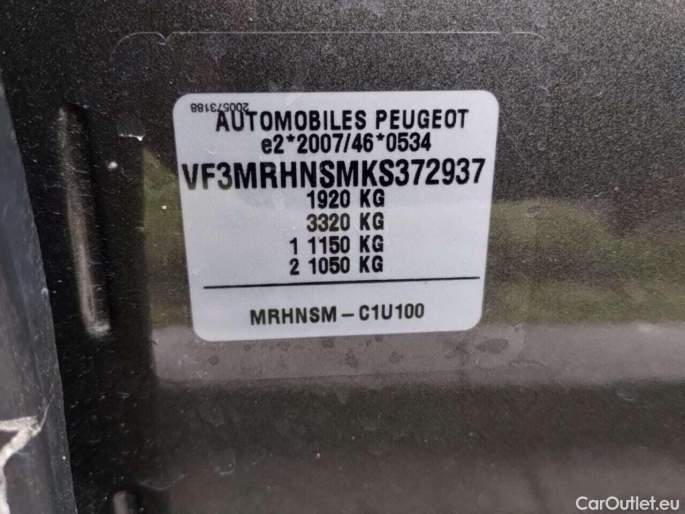 200573188
AUTOMOBILES PEUGEOT
e2*2007/46*0534
VF3MRHNSMKS372937
1920 KG
3320 KG
1 1150 KG
2 1050 KG
MRHNSM - C1U100
CarOutlet.eu